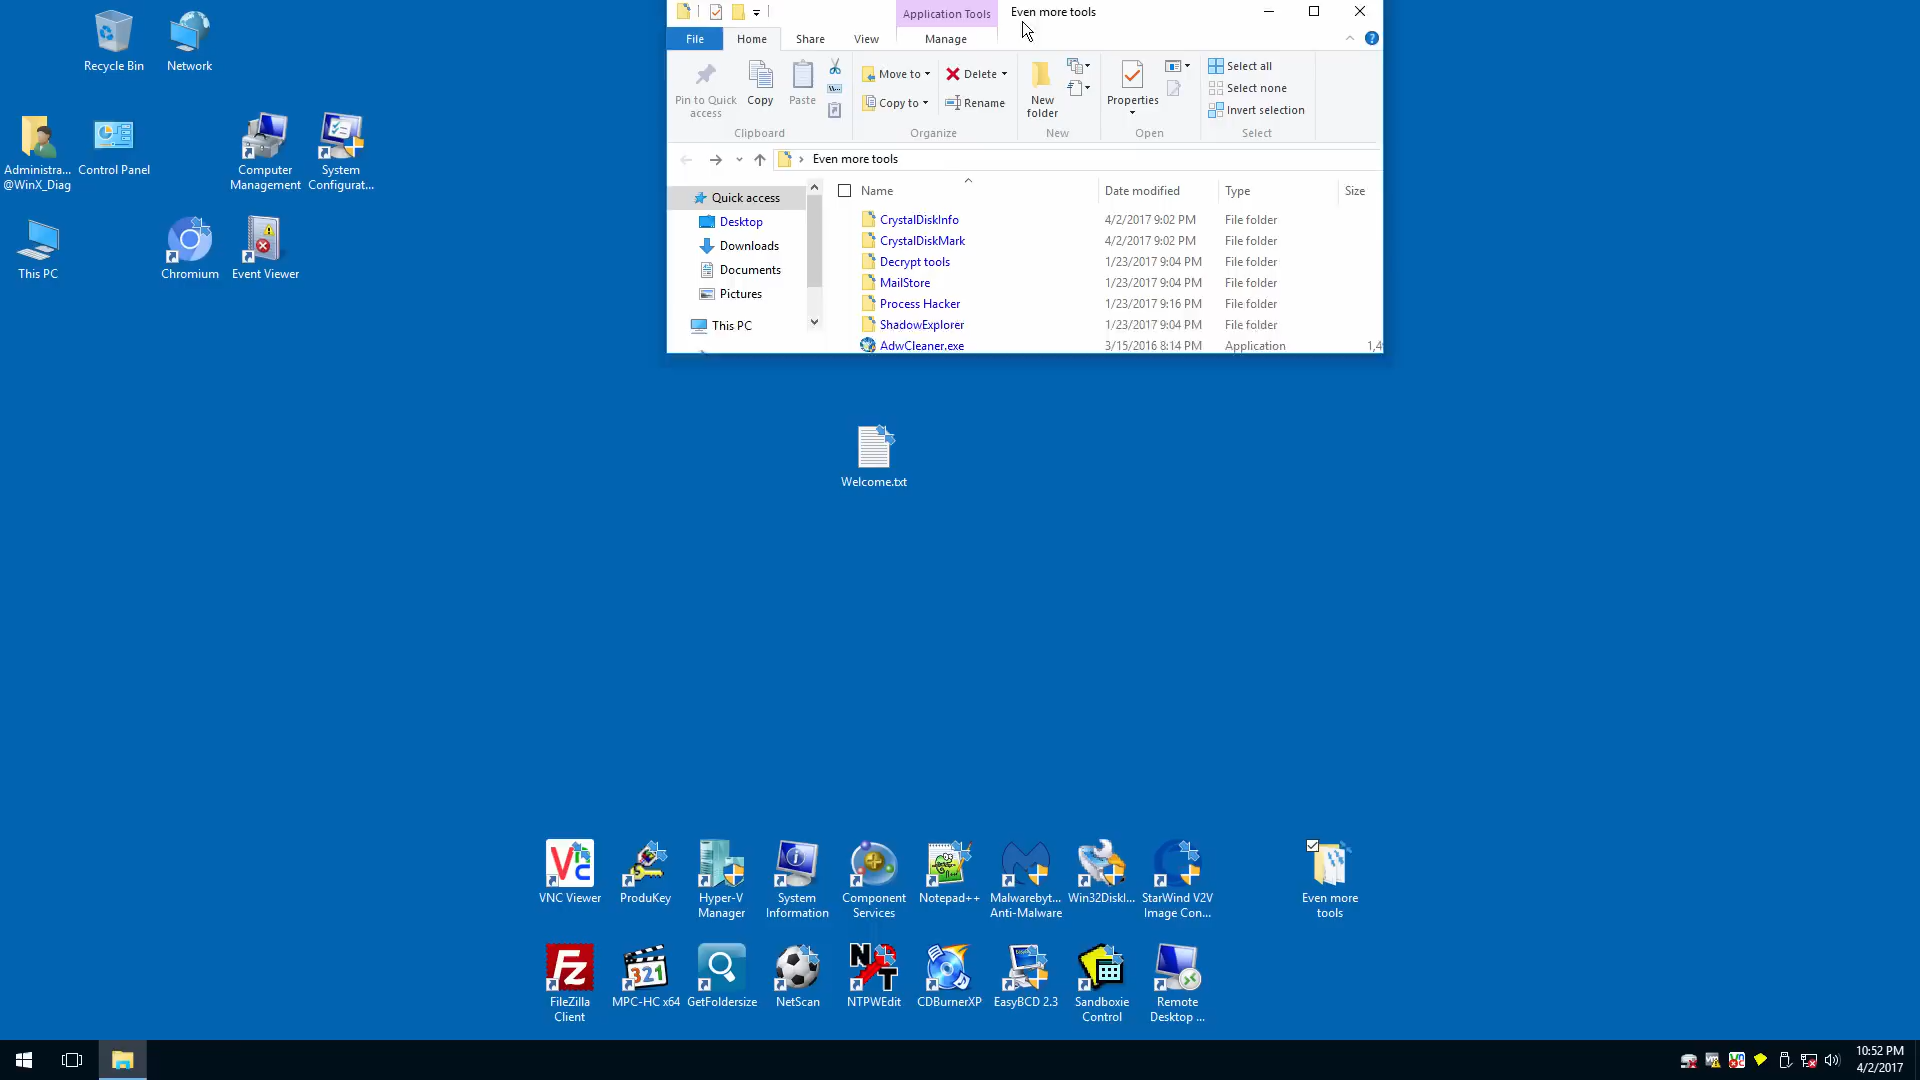 Application Tools
Even more tools
File
Home
Share
View
Manage
Pin to Quick
access
Copy
Paste
Move to
Copy to
Delete
Rename
New
folder
Properties
Select all
Select none
Invert selection
Clipboard
Organize
New
Open
Select
Even more tools
Name
Date modified
Type
Size
Quick access
Desktop
Downloads
Documents
Pictures
This PC
CrystalDiskInfo 4/2/2017 9:02 PM File folder
CrystalDiskMark 4/2/2017 9:02 PM File folder
Decrypt tools 1/23/2017 9:04 PM File folder
MailStore 1/23/2017 9:04 PM File folder
Process Hacker 1/23/2017 9:16 PM File folder
ShadowExplorer 1/23/2017 9:04 PM File folder
AdwCleaner.exe 3/15/2016 8:14 PM Application
Recycle Bin
Network
Administra...
@WinX_Diag
Control Panel
Computer
Management
System
Configurat...
This PC
Chromium
Event Viewer
Welcome.txt
VNC Viewer
ProduKey
Hyper-V
Manager
System
Information
Component
Services
Notepad++
Malwarebyt...
Anti-Malware
Win32DiskI...
StarWind V2V
Image Con...
Even more
tools
FileZilla
Client
MPC-HC x64
GetFoldersize
NetScan
NTPWEdit
CDBurnerXP
EasyBCD 2.3
Sandboxie
Control
Remote
Desktop ...
10:52 PM
4/2/2017